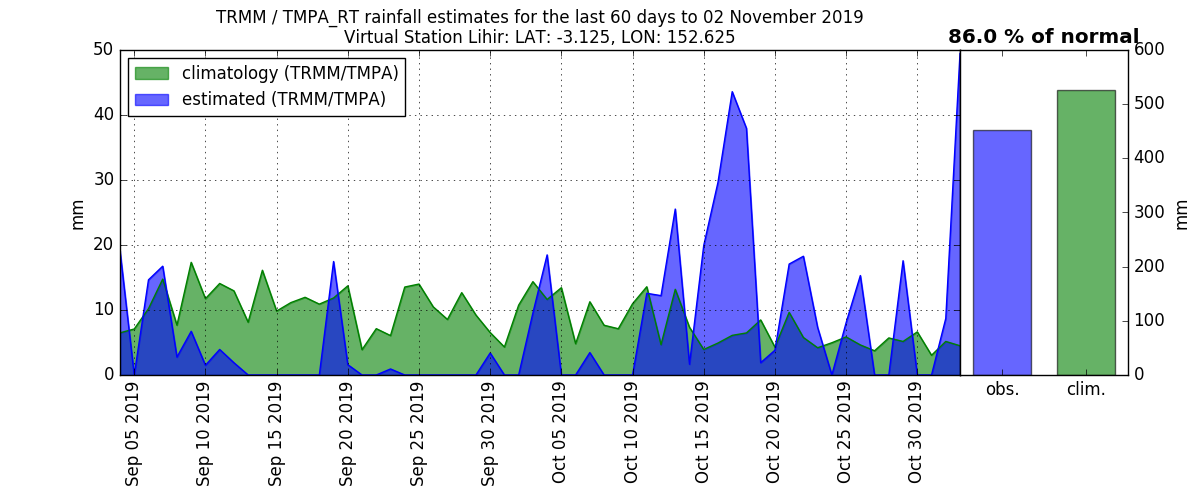 TRMM / TMPA_RT rainfall estimates for the last 60 days to 02 November 2019
Virtual Station Lihir: LAT: -3.125, LON: 152.625
86.0 % of normal
climatology (TRMM/TMPA)
estimated (TRMM/TMPA)
50
40
30
20
10
0
mm
600
500
400
300
200
100
0
mm
Sep 05 2019
Sep 10 2019
Sep 15 2019
Sep 20 2019
Sep 25 2019
Sep 30 2019
Oct 05 2019
Oct 10 2019
Oct 15 2019
Oct 20 2019
Oct 25 2019
Oct 30 2019
obs.
clim.